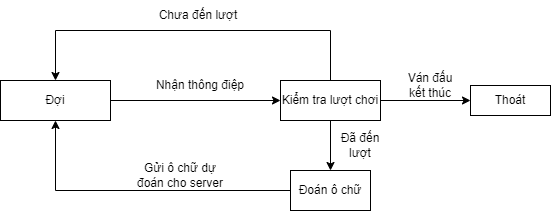 Chưa đến lượt
Đợi
Nhận thông điệp
Kiểm tra lượt chơi
Ván đấu
kết thúc
Thoát
Đã đến
lượt
Gửi ô chữ dự
đoán cho server
Đoán ô chữ